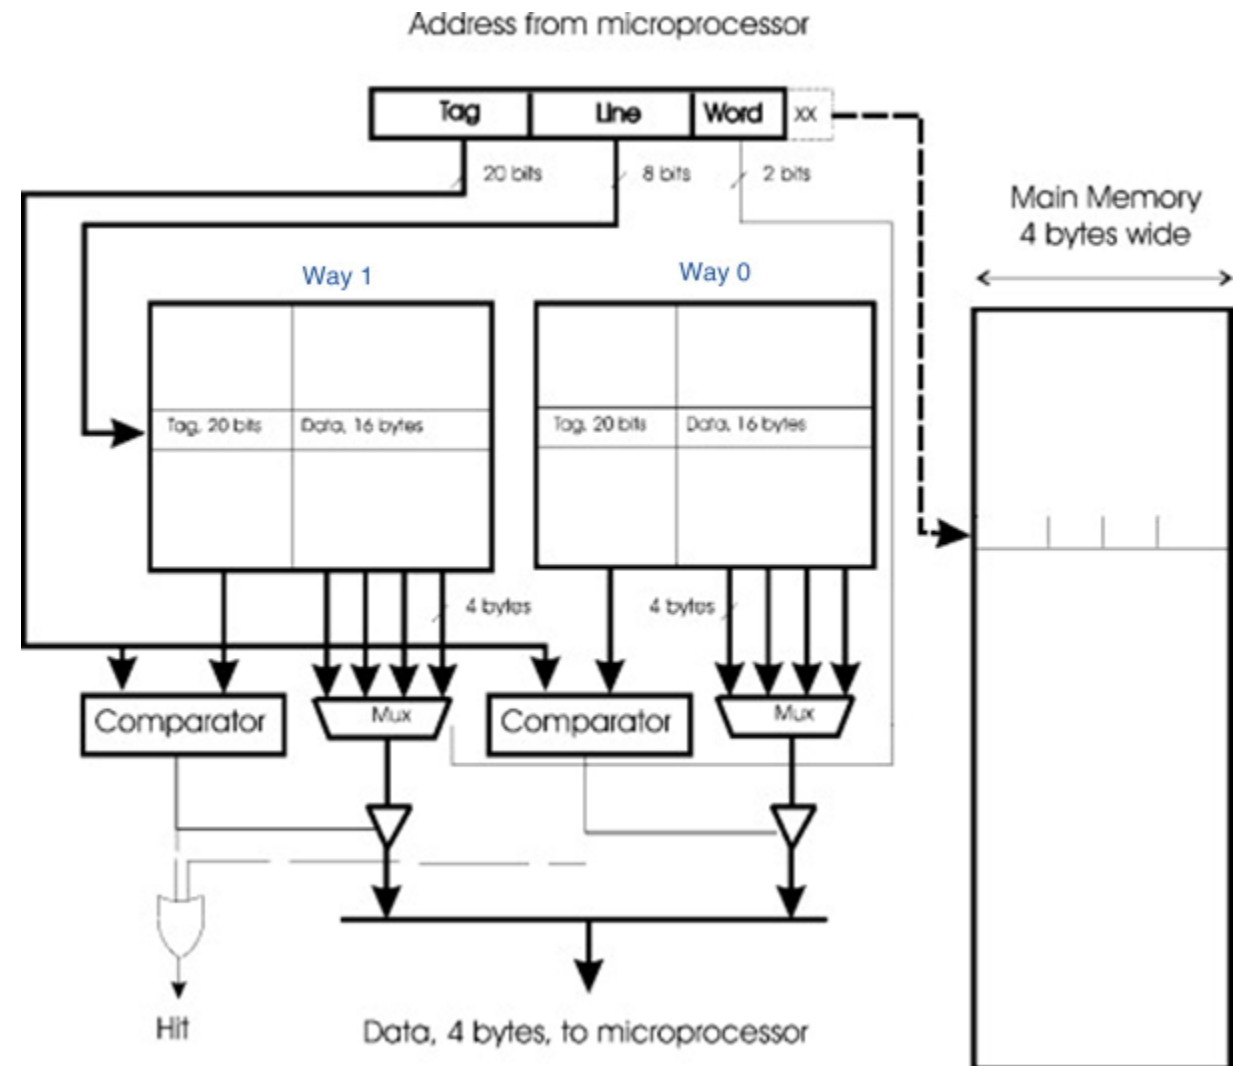 Address from microprocessor
Tag Line Word xx
20 bits 8 bits 2 bits
Main Memory
4 bytes wide
Way 1 Way 0
Tag, 20 bits Data, 16 bytes Tag, 20 bits Data, 16 bytes
4 bytes 4 bytes
Comparator Mux Comparator Mux
Hit
Data, 4 bytes, to microprocessor